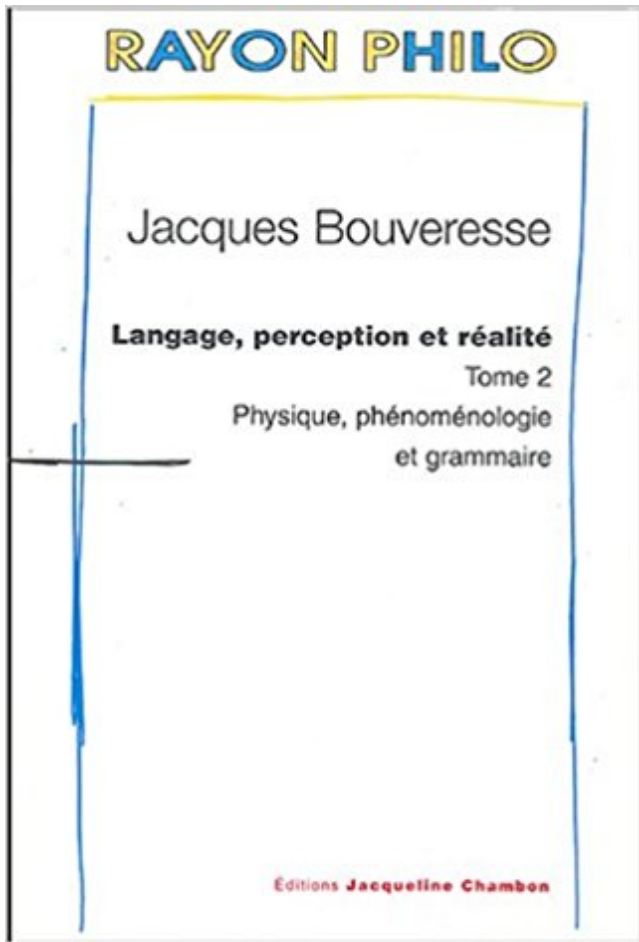 RAYON PHILO
Jacques Bouveresse
Langage, perception et réalité
Tome 2
Physique, phénoménologie
et grammaire
Éditions Jacqueline Chambon